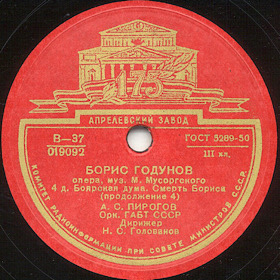 175
АПРЕЛЕВСКИЙ ЗАВОД
В—37
019092
ГОСТ 5289-50
III кл.
БОРИС ГОДУНОВ
опера, муз. М. Мусоргского
4 д. Боярская дума. Смерть Бориса
(продолжение 4)
А. С. ПИРОГОВ
Орк. ГАБТ СССР
Дирижер
Н. С. Голованов
КОМИТЕТ РАДИОИНФОРМАЦИИ ПРИ СОВЕТЕ МИНИСТРОВ СССР